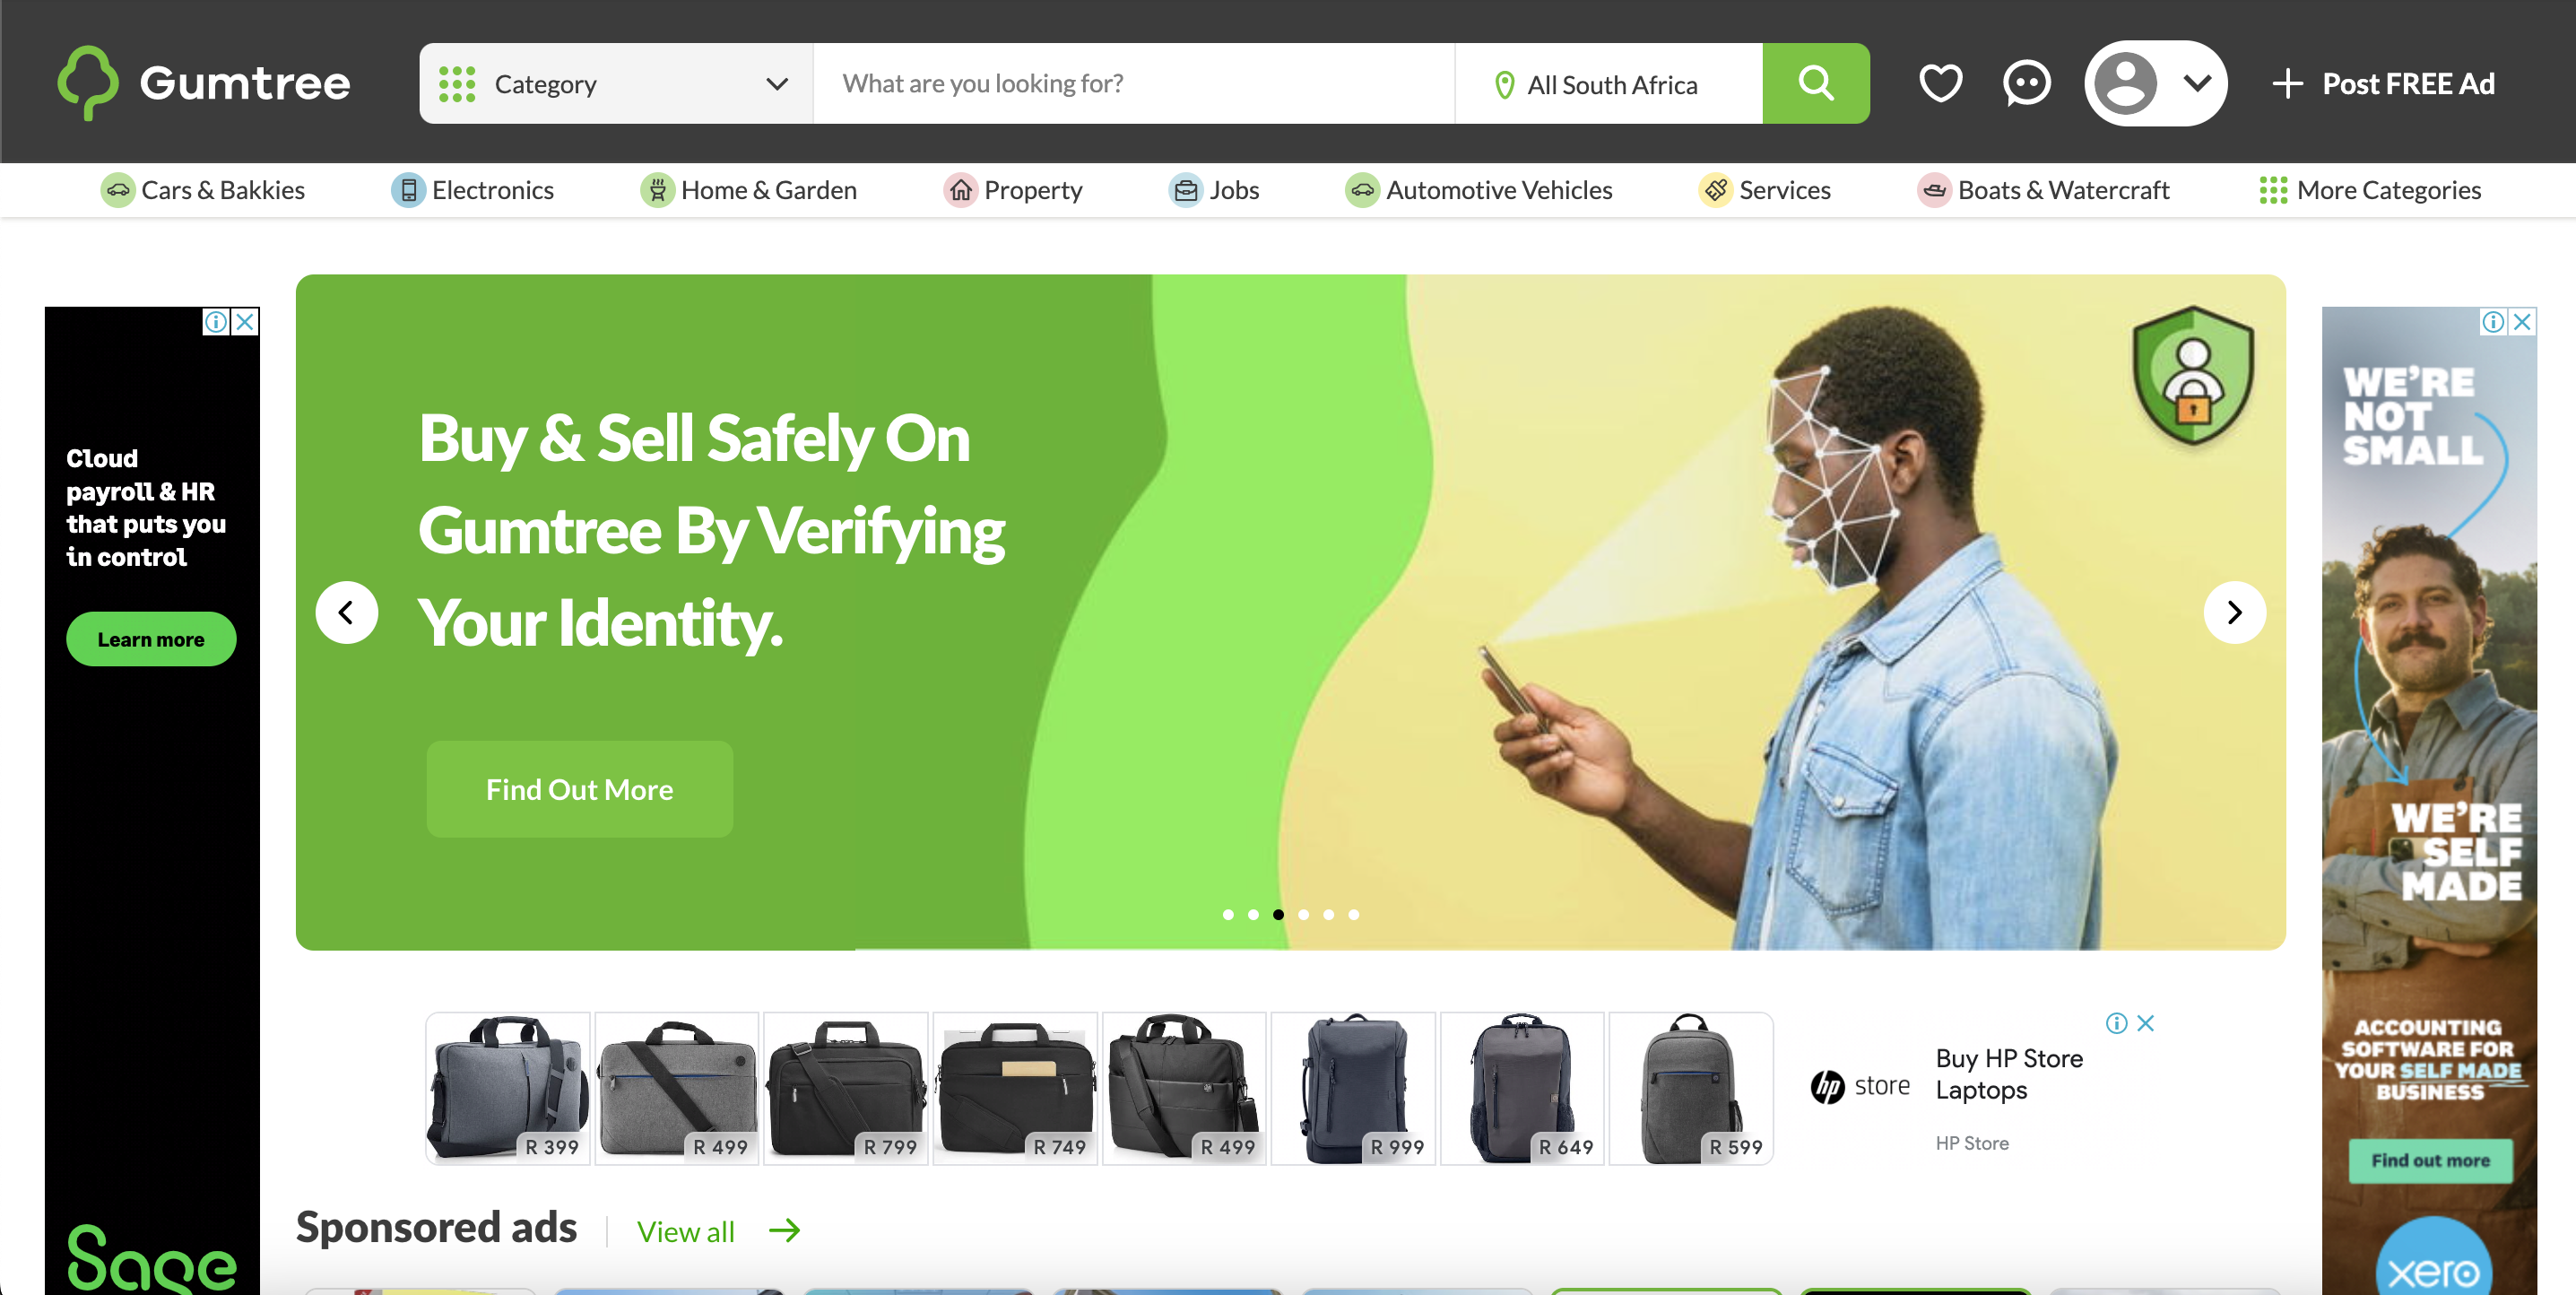 Gumtree
Category
What are you looking for?
All South Africa
Post FREE Ad
Cars & Bakkies
Electronics
Home & Garden
Property
Jobs
Automotive Vehicles
Services
Boats & Watercraft
More Categories
Cloud
payroll & HR
that puts you
in control
Learn more
Sage
Buy & Sell Safely On
Gumtree By Verifying
Your Identity.
Find Out More
WE'RE
NOT
SMALL
WE'RE
SELF
MADE
ACCOUNTING
SOFTWARE FOR
YOUR SELF MADE
BUSINESS
Find out more
xero
R 399
R 499
R 799
R 749
R 499
R 999
R 649
R 599
hp store
Buy HP Store
Laptops
HP Store
Sponsored ads
View all